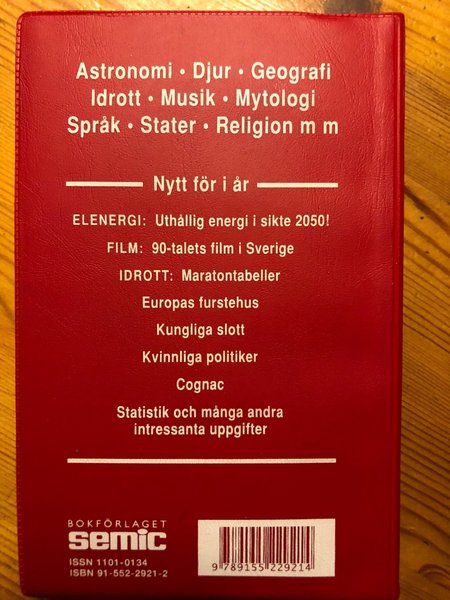 Astronomi • Djur • Geografi
Idrott • Musik • Mytologi
Språk • Stater • Religion m m
Nytt för i år
ELENERGI: Uthållig energi i sikte 2050!
FILM: 90-talets film i Sverige
IDROTT: Maratontabeller
Europas furstehus
Kungliga slott
Kvinnliga politiker
Cognac
Statistik och många andra
intressanta uppgifter
BOKFÖRLAGET
semic
ISSN 1101-0134
ISBN 91-552-2921-2
9 789155 229214